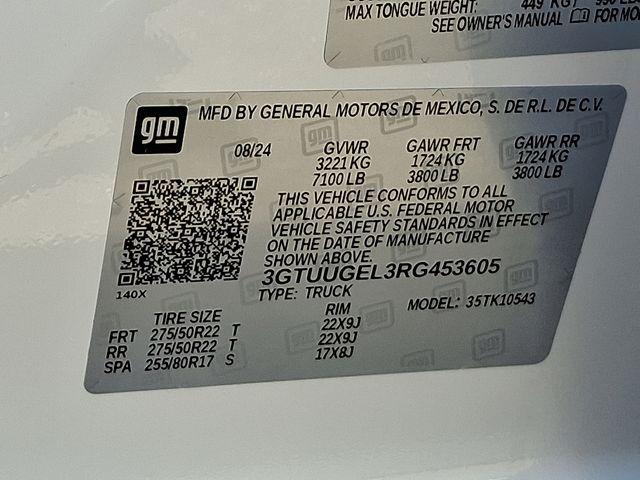 MAX TONGUE WEIGHT: 449 KG
SEE OWNER'S MANUAL FOR
gm
MFD BY GENERAL MOTORS DE MEXICO, S. DE R.L. DE C.V.
08/24 GVWR GAWR FRT GAWR RR
3221 KG 1724 KG 1724 KG
7100 LB 3800 LB 3800 LB
THIS VEHICLE CONFORMS TO ALL
APPLICABLE U.S. FEDERAL MOTOR
VEHICLE SAFETY STANDARDS IN EFFECT
ON THE DATE OF MANUFACTURE
SHOWN ABOVE.
3GTUUGEL3RG453605
140X TYPE: TRUCK MODEL: 35TK10543
TIRE SIZE RIM
FRT 275/50R22 T 22X9J
RR 275/50R22 T 22X9J
SPA 255/80R17 S 17X8J